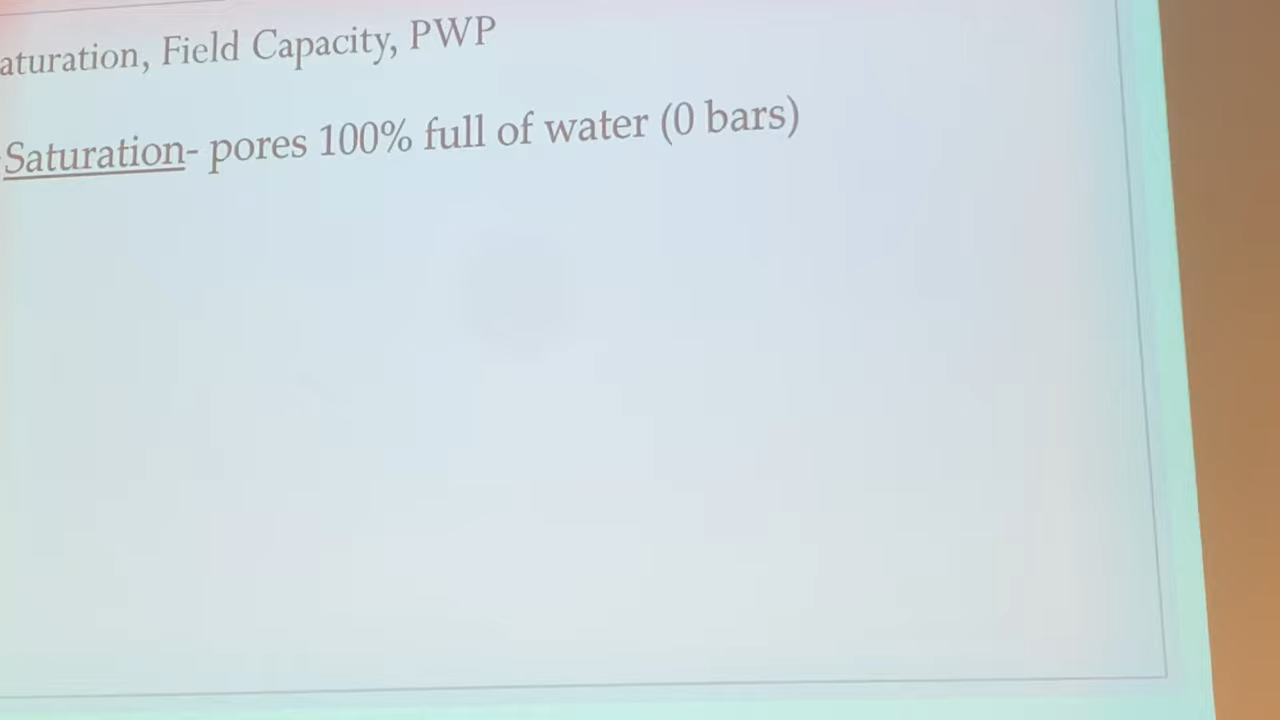 aturation, Field Capacity, PWP
Saturation- pores 100% full of water (0 bars)